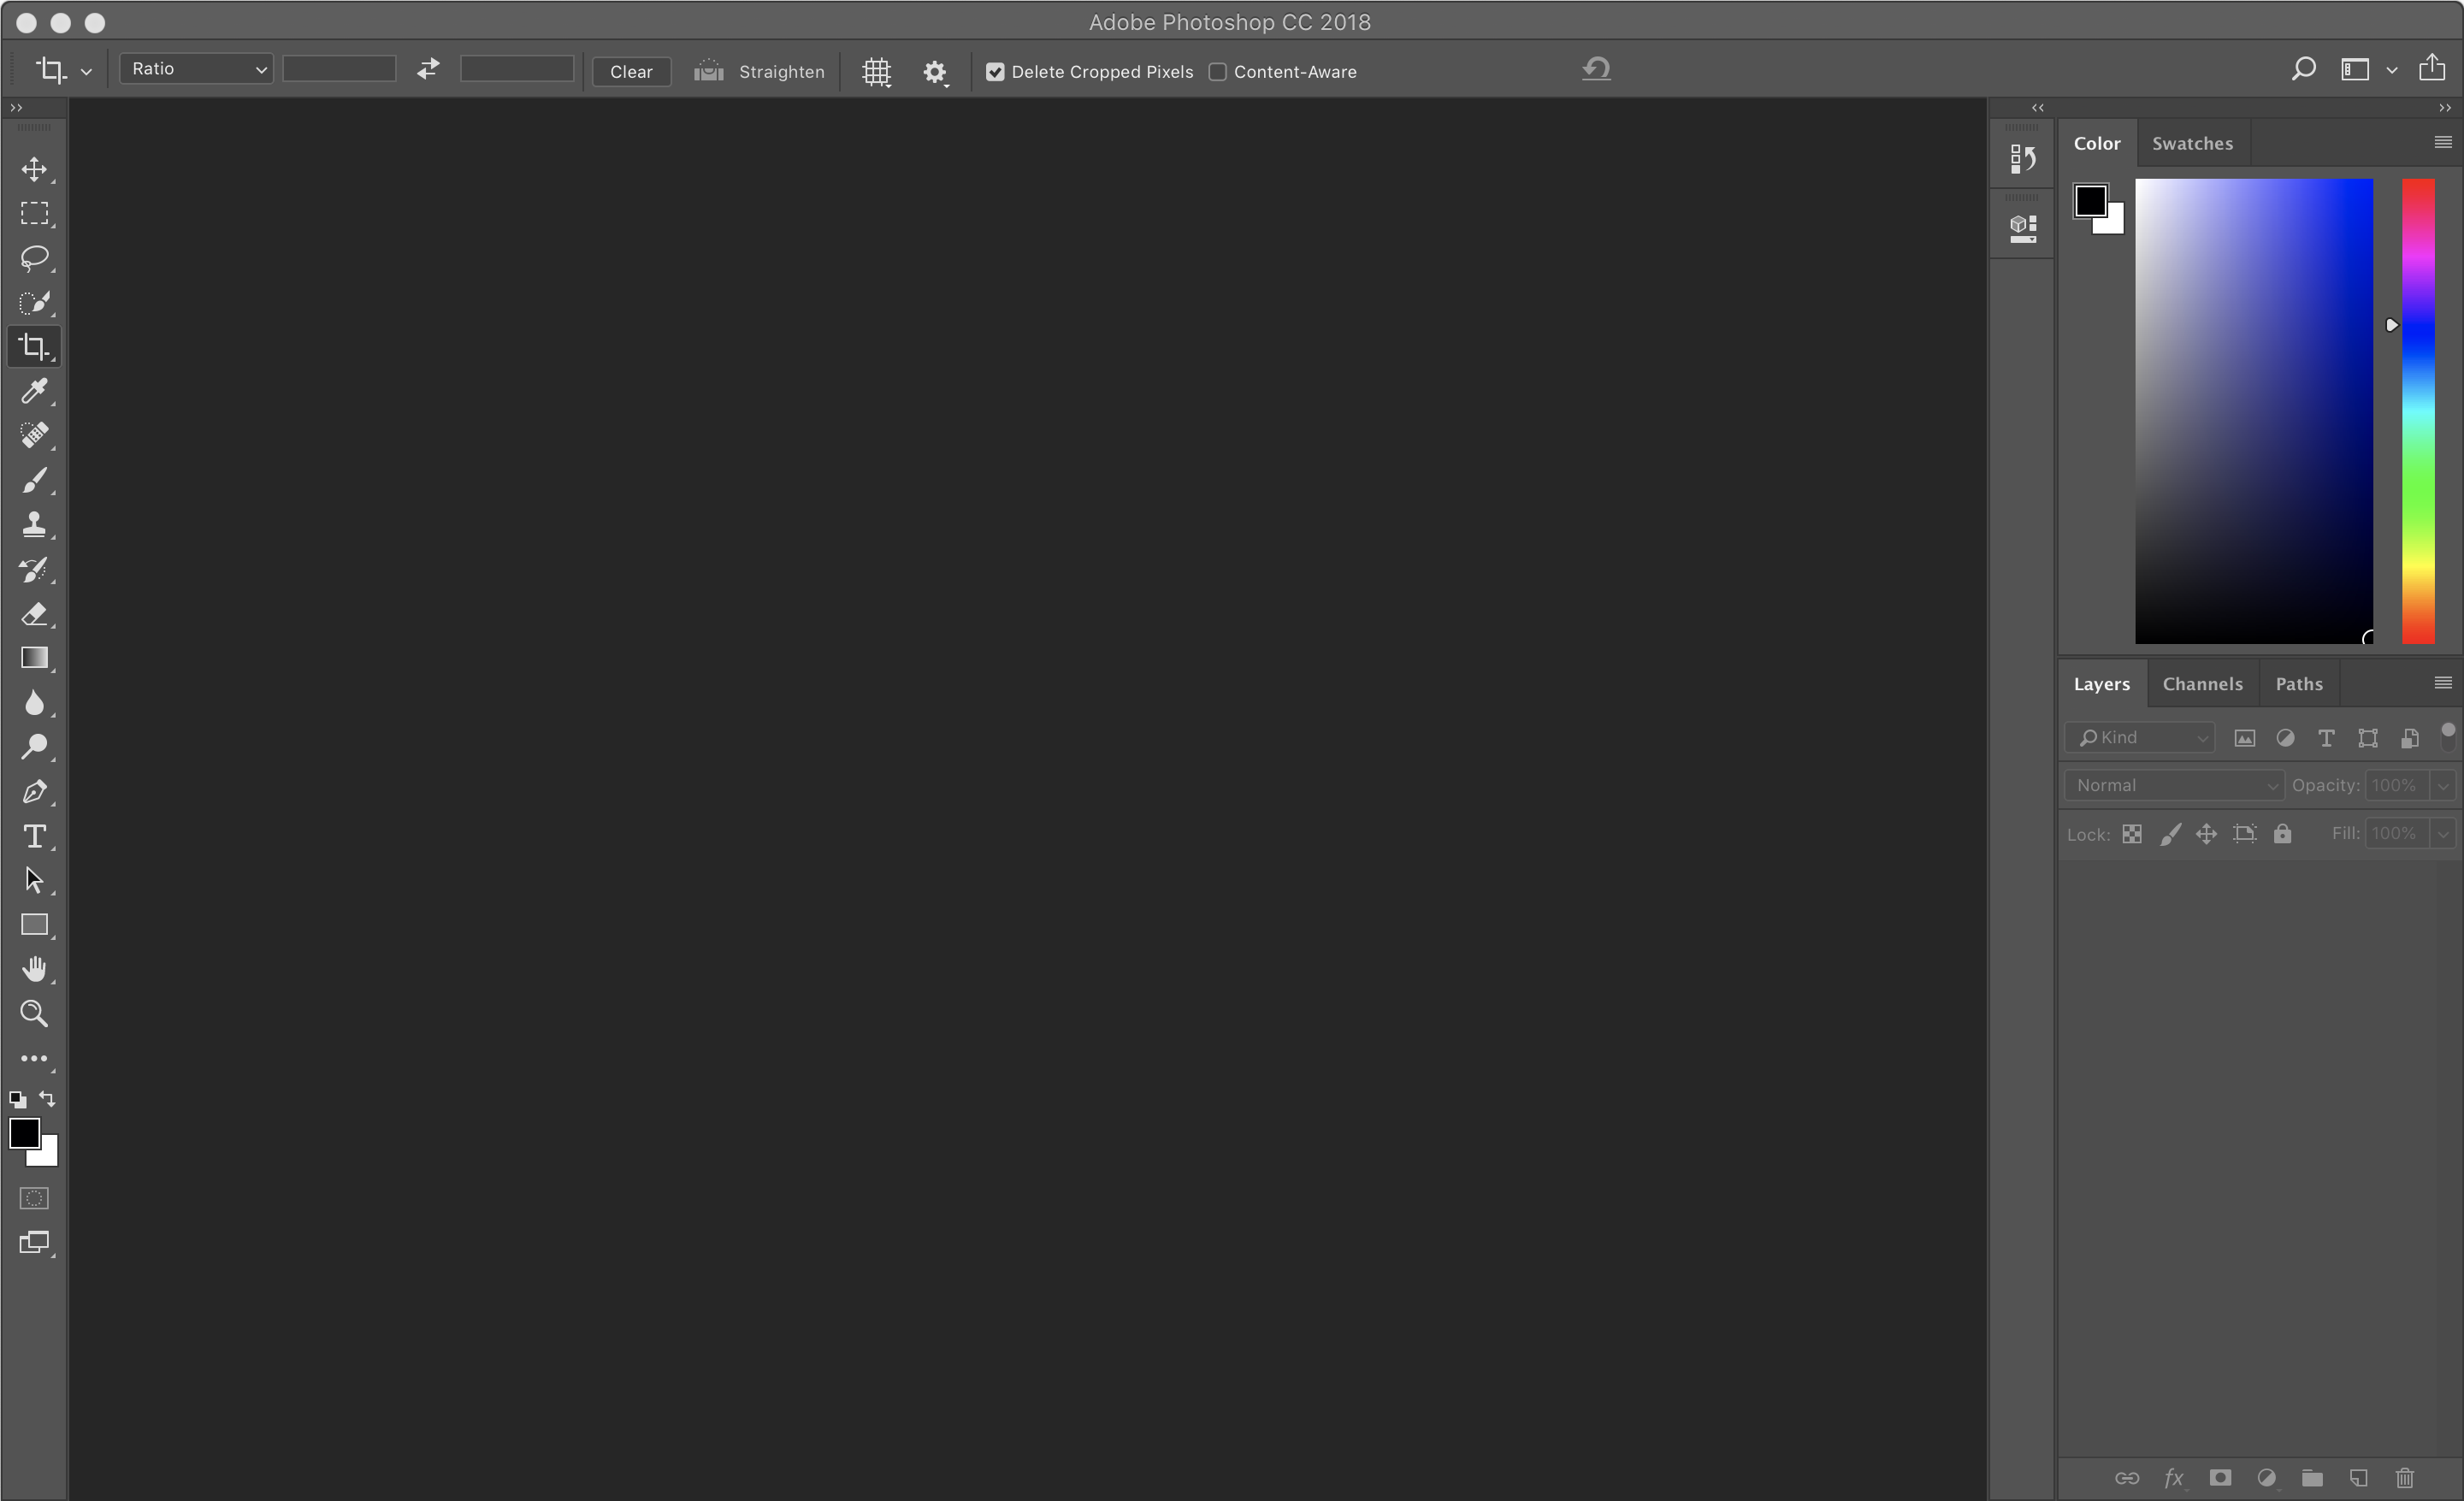 Adobe Photoshop CC 2018
Ratio Clear Straighten Delete Cropped Pixels Content-Aware
Color Swatches
Layers Channels Paths
Kind
Normal Opacity: 100%
Lock: Fill: 100%
fx